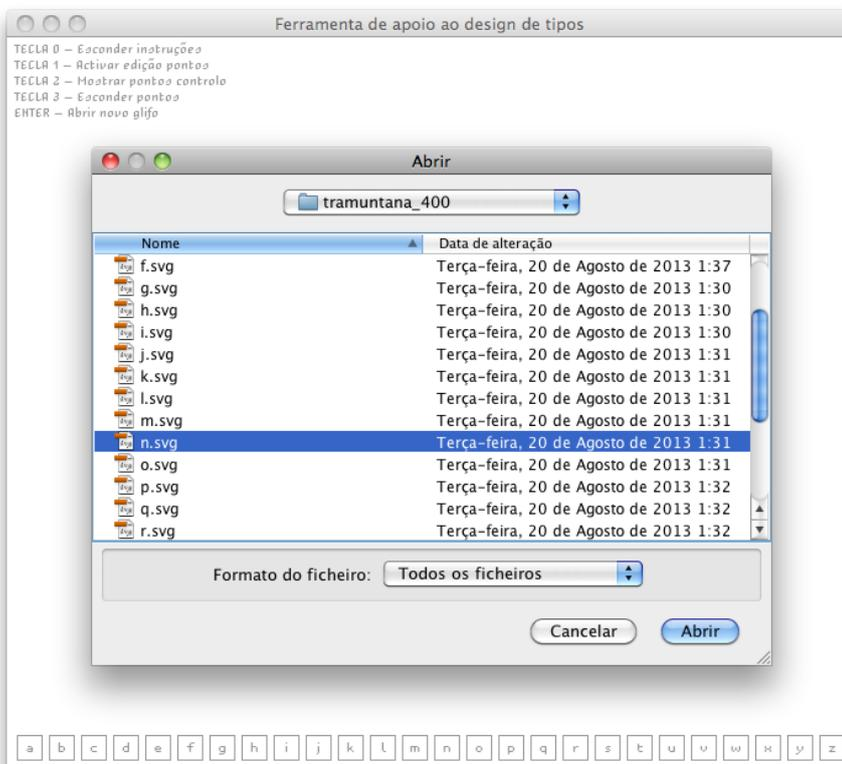 Ferramenta de apoio ao design de tipos
TECLA 0 – Esconder instruções
TECLA 1 – Activar edição pontos
TECLA 2 – Mostrar pontos controlo
TECLA 3 – Esconder pontos
ENTER – Abrir novo glifo
Abrir
tramuntana_400
Nome Data de alteração
f.svg Terça-feira, 20 de Agosto de 2013 1:37
g.svg Terça-feira, 20 de Agosto de 2013 1:30
h.svg Terça-feira, 20 de Agosto de 2013 1:30
i.svg Terça-feira, 20 de Agosto de 2013 1:30
j.svg Terça-feira, 20 de Agosto de 2013 1:31
k.svg Terça-feira, 20 de Agosto de 2013 1:31
l.svg Terça-feira, 20 de Agosto de 2013 1:31
m.svg Terça-feira, 20 de Agosto de 2013 1:31
n.svg Terça-feira, 20 de Agosto de 2013 1:31
o.svg Terça-feira, 20 de Agosto de 2013 1:31
p.svg Terça-feira, 20 de Agosto de 2013 1:32
q.svg Terça-feira, 20 de Agosto de 2013 1:32
r.svg Terça-feira, 20 de Agosto de 2013 1:32
Formato do ficheiro: Todos os ficheiros
Cancelar Abrir
a b c d e f g h i j k l m n o p q r s t u v w x y z